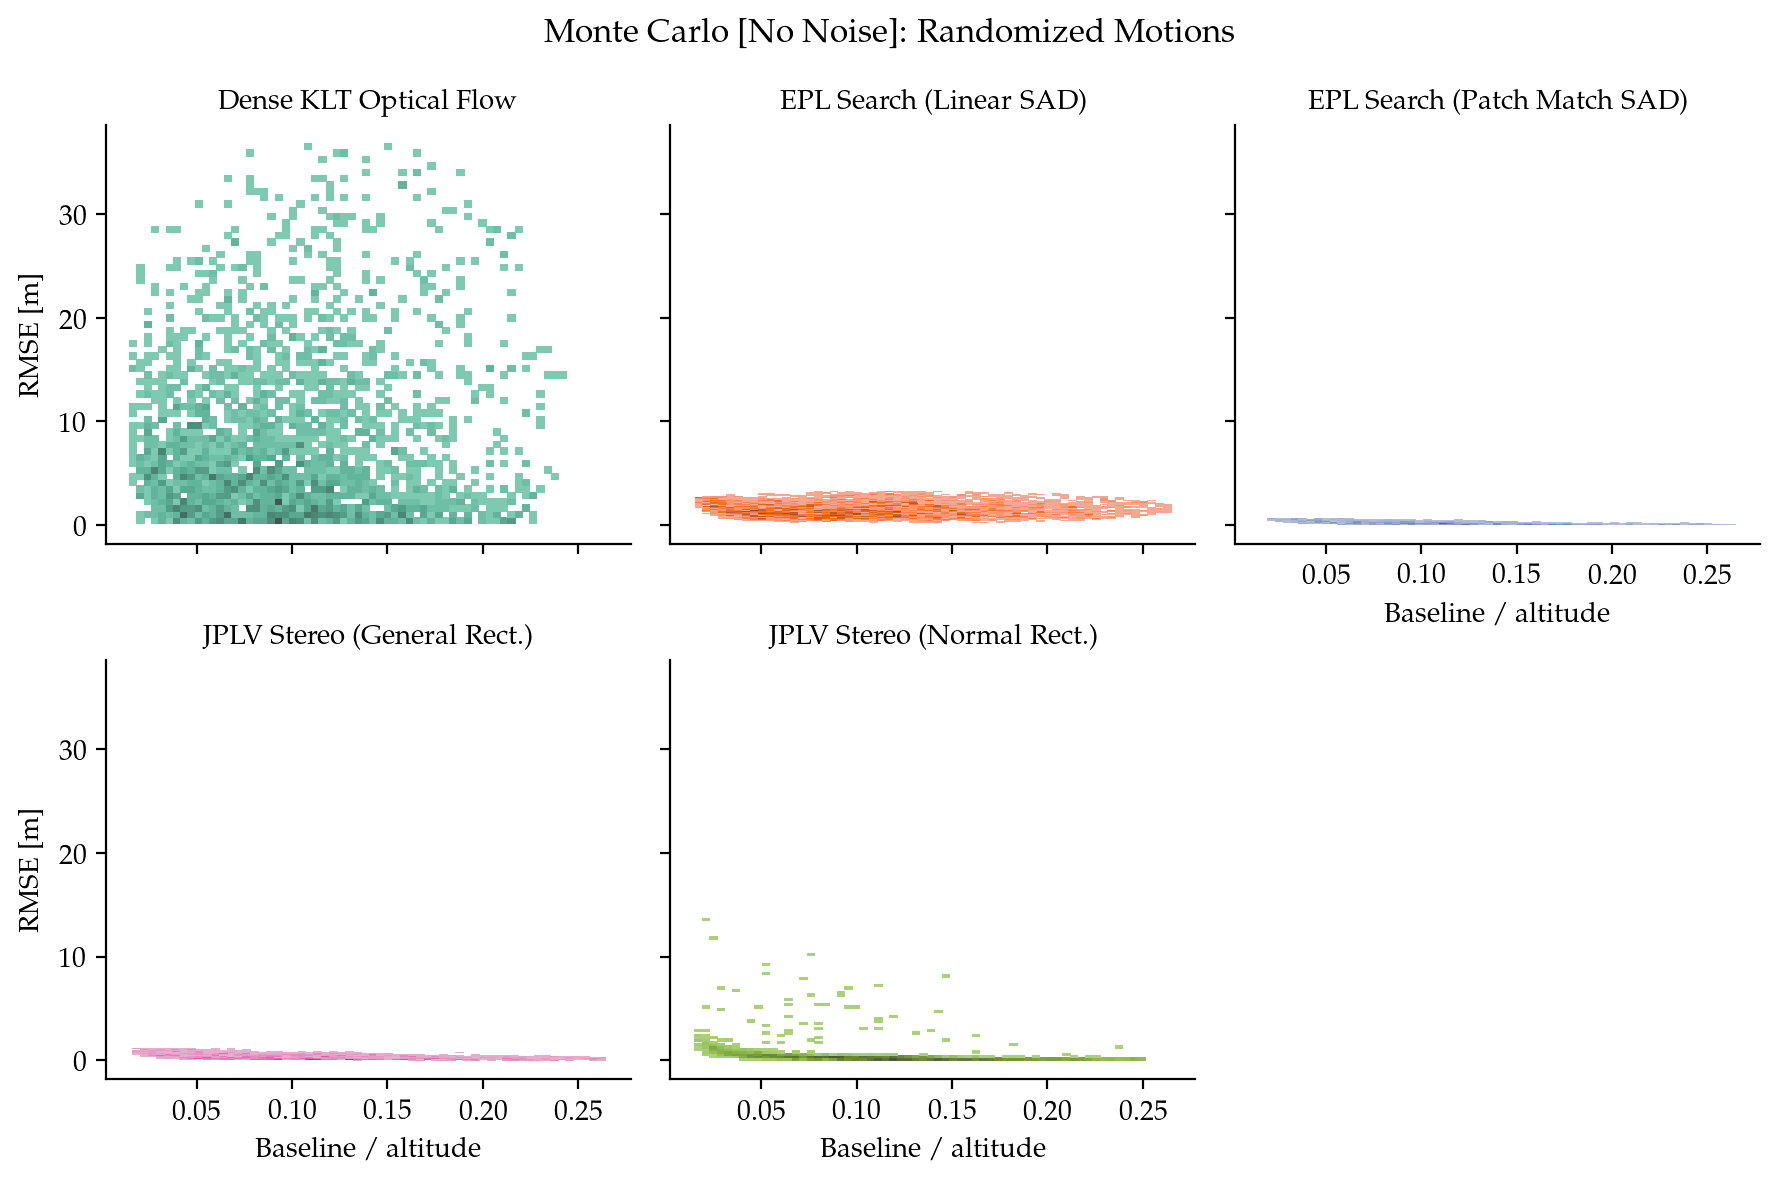 Monte Carlo [No Noise]: Randomized Motions
Dense KLT Optical Flow
EPL Search (Linear SAD)
EPL Search (Patch Match SAD)
RMSE [m]
30
20
10
0
0.05 0.10 0.15 0.20 0.25
Baseline / altitude
JPLV Stereo (General Rect.)
JPLV Stereo (Normal Rect.)
RMSE [m]
30
20
10
0
0.05 0.10 0.15 0.20 0.25
Baseline / altitude
0.05 0.10 0.15 0.20 0.25
Baseline / altitude